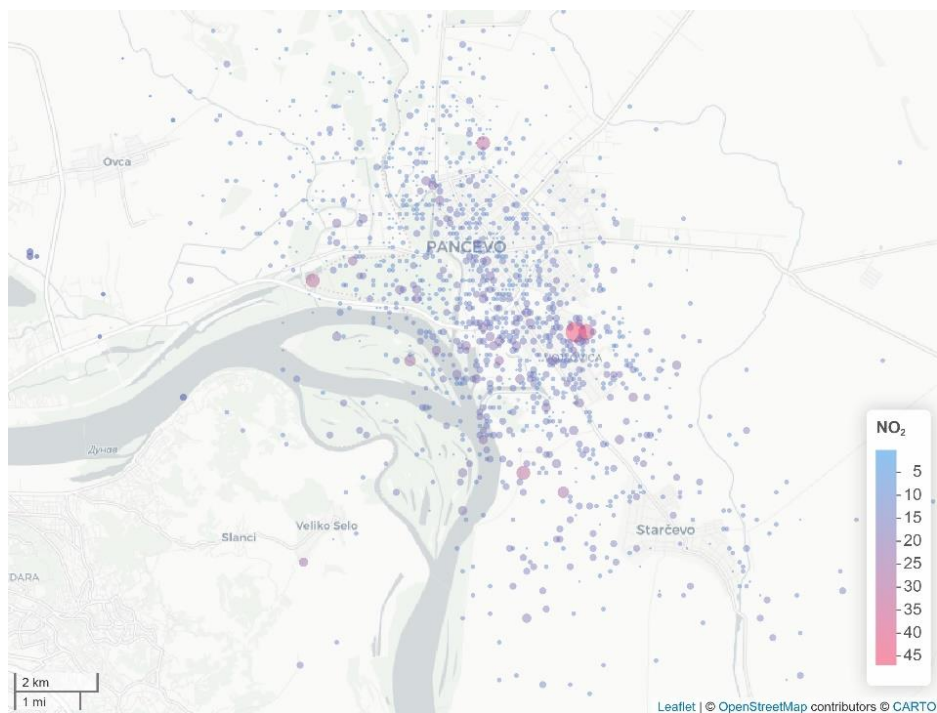 Ovca
PANČEVO
Дунав
NO₂
5
10
15
20
25
30
35
40
45
Veliko Selo
Slanci
Starčevo
DARA
2 km
1 mi
Leaflet | © OpenStreetMap contributors © CARTO